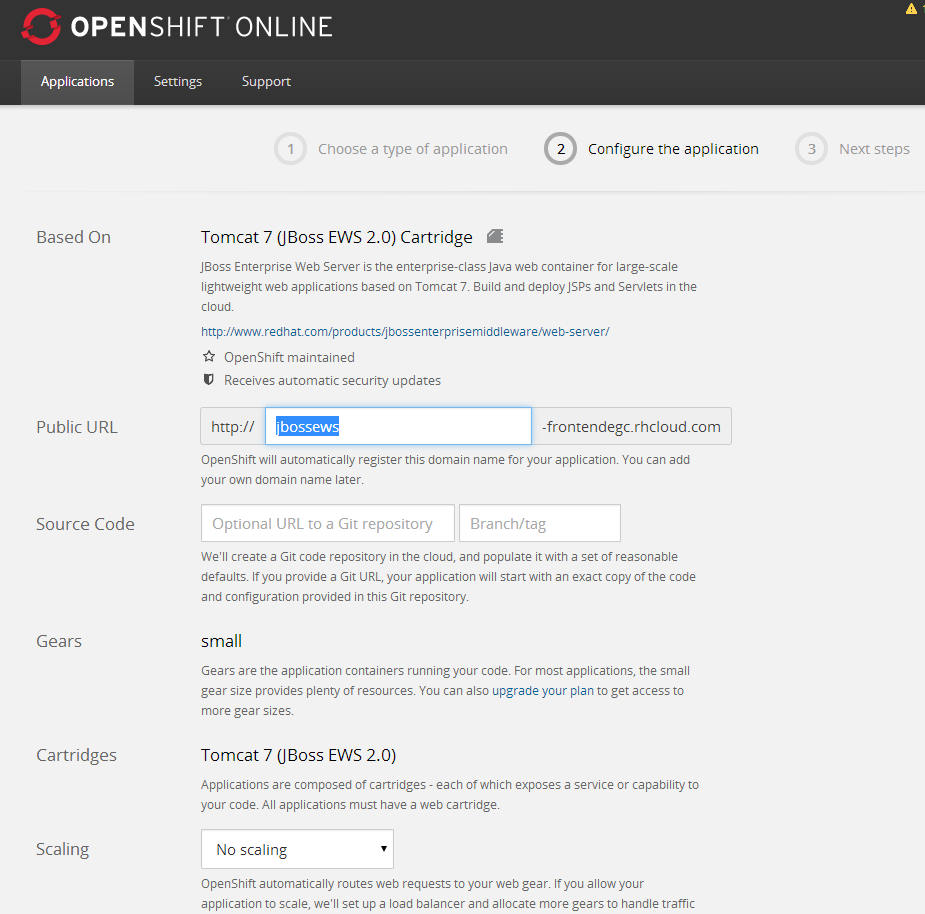 OPENSHIFT ONLINE
Applications Settings Support
1 Choose a type of application 2 Configure the application 3 Next steps
Based On Tomcat 7 (JBoss EWS 2.0) Cartridge
JBoss Enterprise Web Server is the enterprise-class Java web container for large-scale
lightweight web applications based on Tomcat 7. Build and deploy JSPs and Servlets in the
cloud.
http://www.redhat.com/products/jbossenterprisemiddleware/web-server/
OpenShift maintained
Receives automatic security updates
Public URL http:// jbossews -frontendegc.rhcloud.com
OpenShift will automatically register this domain name for your application. You can add
your own domain name later.
Source Code Optional URL to a Git repository Branch/tag
We'll create a Git code repository in the cloud, and populate it with a set of reasonable
defaults. If you provide a Git URL, your application will start with an exact copy of the code
and configuration provided in this Git repository.
Gears small
Gears are the application containers running your code. For most applications, the small
gear size provides plenty of resources. You can also upgrade your plan to get access to
more gear sizes.
Cartridges Tomcat 7 (JBoss EWS 2.0)
Applications are composed of cartridges - each of which exposes a service or capability to
your code. All applications must have a web cartridge.
Scaling No scaling
OpenShift automatically routes web requests to your web gear. If you allow your
application to scale, we'll set up a load balancer and allocate more gears to handle traffic